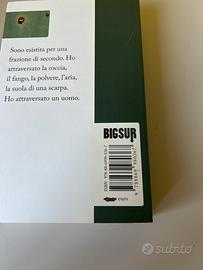 Sono esistita per una
frazione di secondo. Ho
attraversato la roccia,
il fango, la polvere, l'aria,
la suola di una scarpa.
Ho attraversato un uomo.
BIGSUR
euro
subito